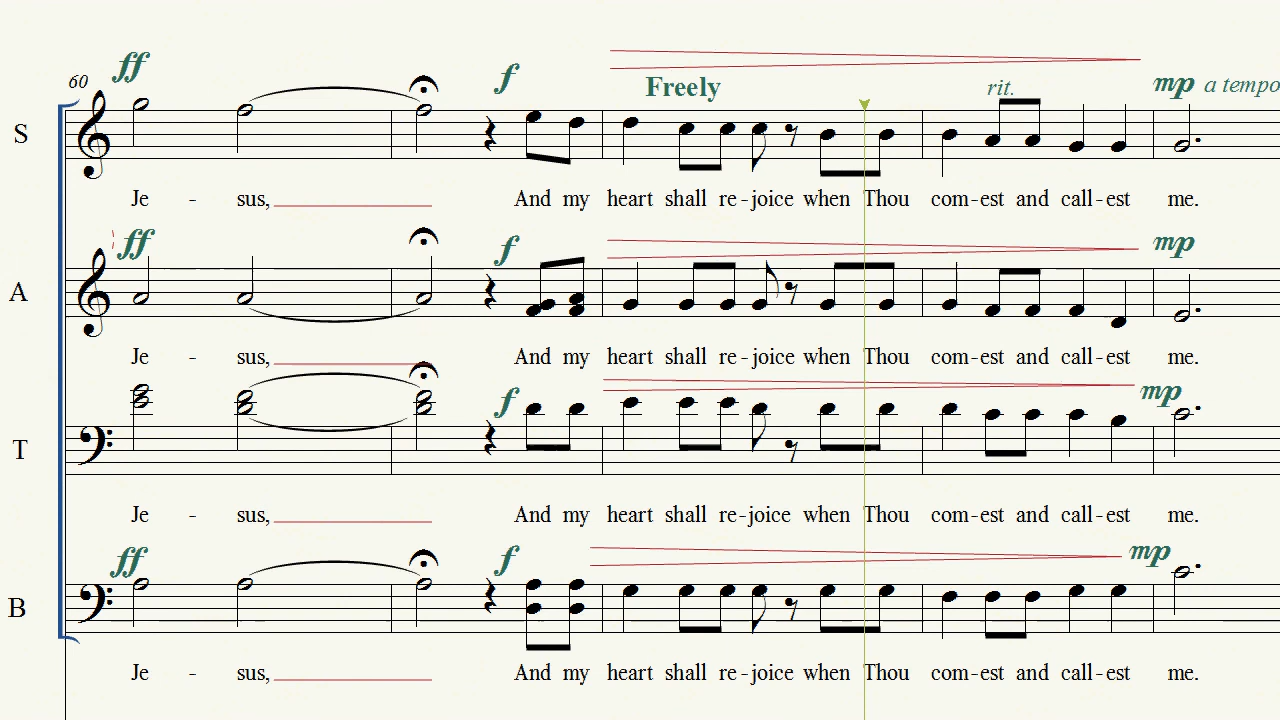 ff f
60 Freely rit. mp a tempo
S
Je - sus, And my heart shall re-joice when Thou com-est and call-est me.
ff f mp
A
Je - sus, And my heart shall re-joice when Thou com-est and call-est me.
f mp
T
Je - sus, And my heart shall re-joice when Thou com-est and call-est me.
ff f mp
B
Je - sus, And my heart shall re-joice when Thou com-est and call-est me.